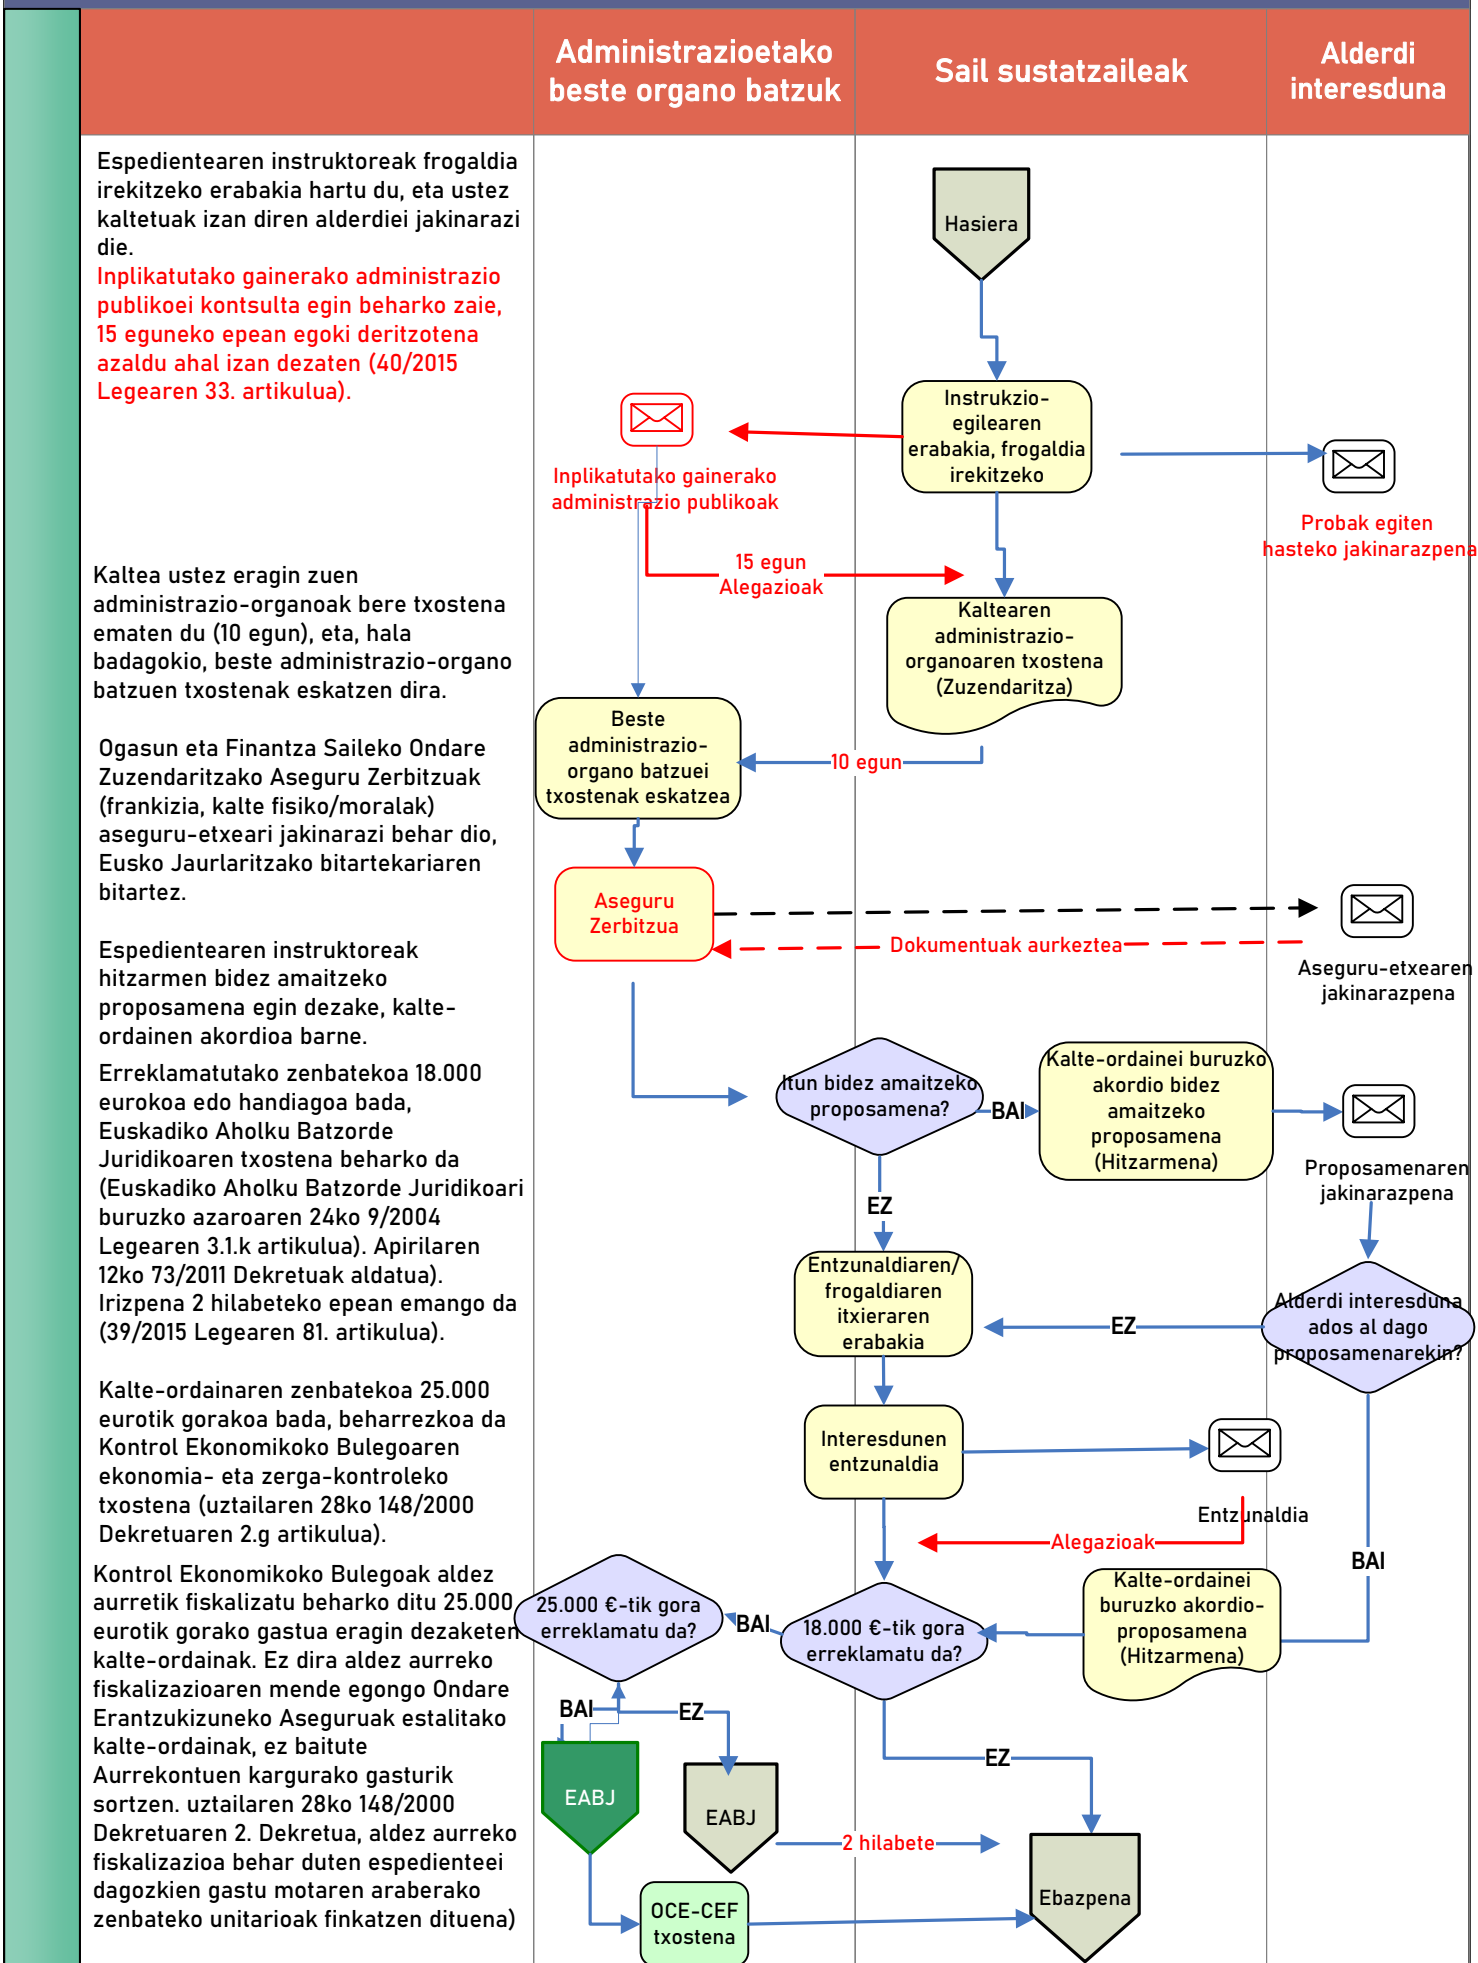 Administrazioetako
beste organo batzuk
Sail sustatzaileak
Alderdi
interesduna
Espedientearen instruktoreak frogaldia
irekitzeko erabakia hartu du, eta ustez
kaltetuak izan diren alderdiei jakinarazi
die.
Inplikatutako gainerako administrazio
publikoei kontsulta egin beharko zaie,
15 eguneko epean egoki deritzotena
azaldu ahal izan dezaten (40/2015
Legearen 33. artikulua).
Hasiera
Instrukzio-
egilearen
erabakia, frogaldia
irekitzeko
Inplikatutako gainerako
administrazio publikoak
Probak egiten
hasteko jakinarazpena
15 egun
Alegazioak
Kaltea ustez eragin zuen
administrazio-organoak bere txostena
ematen du (10 egun), eta, hala
badagokio, beste administrazio-organo
batzuen txostenak eskatzen dira.
Kaltearen
administrazio-
organoaren txostena
(Zuzendaritza)
Beste
administrazio-
organo batzuei
txostenak eskatzea
10 egun
Ogasun eta Finantza Saileko Ondare
Zuzendaritzako Aseguru Zerbitzuak
(frankizia, kalte fisiko/moralak)
aseguru-etxeari jakinarazi behar dio,
Eusko Jaurlaritzako bitartekariaren
bitartez.
Aseguru
Zerbitzua
Dokumentuak aurkeztea
Aseguru-etxearen
jakinarazpena
Espedientearen instruktoreak
hitzarmen bidez amaitzeko
proposamena egin dezake, kalte-
ordainen akordioa barne.
Itun bidez amaitzeko
proposamena?
BAI
Kalte-ordainei buruzko
akordio bidez
amaitzeko
proposamena
(Hitzarmena)
Proposamenaren
jakinarazpena
Erreklamatutako zenbatekoa 18.000
eurokoa edo handiagoa bada,
Euskadiko Aholku Batzorde
Juridikoaren txostena beharko da
(Euskadiko Aholku Batzorde Juridikoari
buruzko azaroaren 24ko 9/2004
Legearen 3.1.k artikulua). Apirilaren
12ko 73/2011 Dekretuak aldatua).
Irizpena 2 hilabeteko epean emango da
(39/2015 Legearen 81. artikulua).
EZ
Entzunaldiaren/
frogaldiaren
itxieraren
erabakia
EZ
Alderdi interesduna
ados al dago
proposamenarekin?
Kalte-ordainaren zenbatekoa 25.000
eurotik gorakoa bada, beharrezkoa da
Kontrol Ekonomikoko Bulegoaren
ekonomia- eta zerga-kontroleko
txostena (uztailaren 28ko 148/2000
Dekretuaren 2.g artikulua).
Interesdunen
entzunaldia
Entzunaldia
Alegazioak
BAI
Kontrol Ekonomikoko Bulegoak aldez
aurretik fiskalizatu beharko ditu 25.000
eurotik gorako gastua eragin dezaketen
kalte-ordainak. Ez dira aldez aurreko
fiskalizazioaren mende egongo Ondare
Erantzukizuneko Aseguruak estalitako
kalte-ordainak, ez baitute
Aurrekontuen kargurako gasturik
sortzen. uztailaren 28ko 148/2000
Dekretuaren 2. Dekretua, aldez aurreko
fiskalizazioa behar duten espedienteei
dagozkien gastu motaren araberako
zenbateko unitarioak finkatzen dituena)
25.000 €-tik gora
erreklamatu da?
BAI
18.000 €-tik gora
erreklamatu da?
Kalte-ordainei
buruzko akordio-
proposamena
(Hitzarmena)
BAI
EZ
EZ
EABJ
EABJ
2 hilabete
Ebazpena
OCE-CEF
txostena